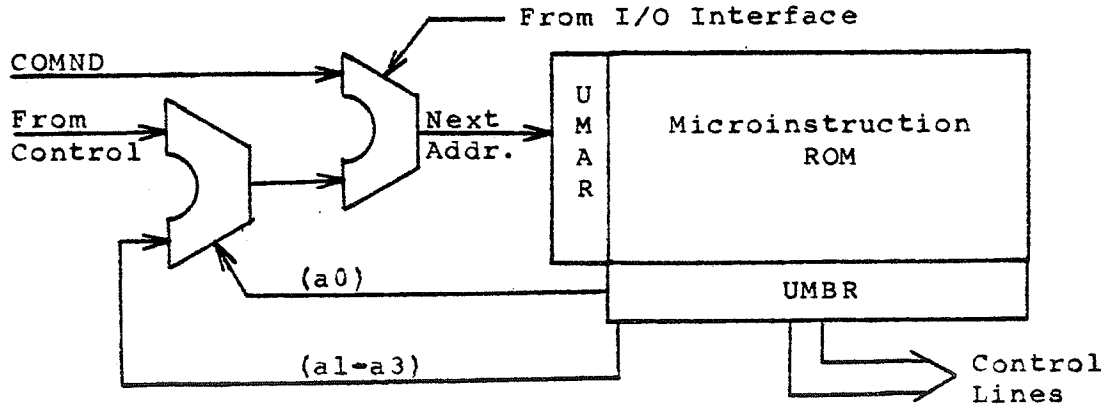 From I/O Interface
COMND
From
Control
Next
Addr.
U
M
A
R
Microinstruction
ROM
UMBR
(a0)
(a1-a3)
Control
Lines